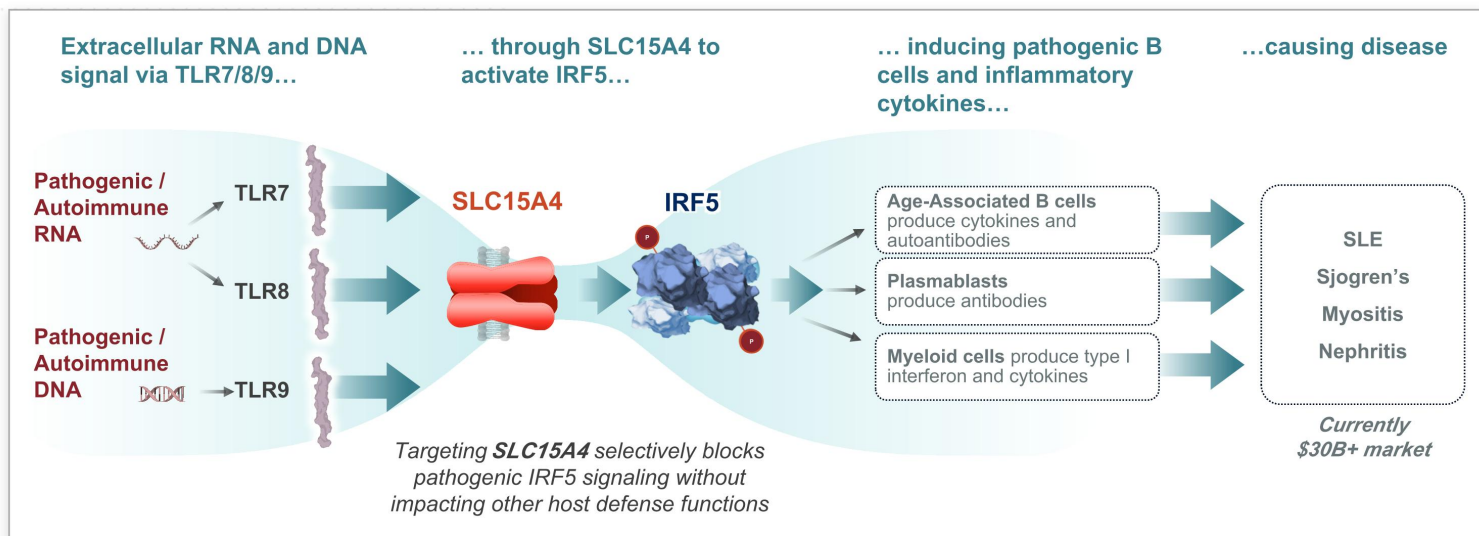 Extracellular RNA and DNA
signal via TLR7/8/9…
… through SLC15A4 to
activate IRF5…
… inducing pathogenic B
cells and inflammatory
cytokines…
…causing disease
Pathogenic /
Autoimmune
RNA
TLR7
TLR8
Pathogenic /
Autoimmune
DNA
TLR9
SLC15A4
IRF5
P
P
Age-Associated B cells
produce cytokines and
autoantibodies
Plasmablasts
produce antibodies
Myeloid cells produce type I
interferon and cytokines
SLE
Sjogren's
Myositis
Nephritis
Currently
$30B+ market
Targeting SLC15A4 selectively blocks
pathogenic IRF5 signaling without
impacting other host defense functions